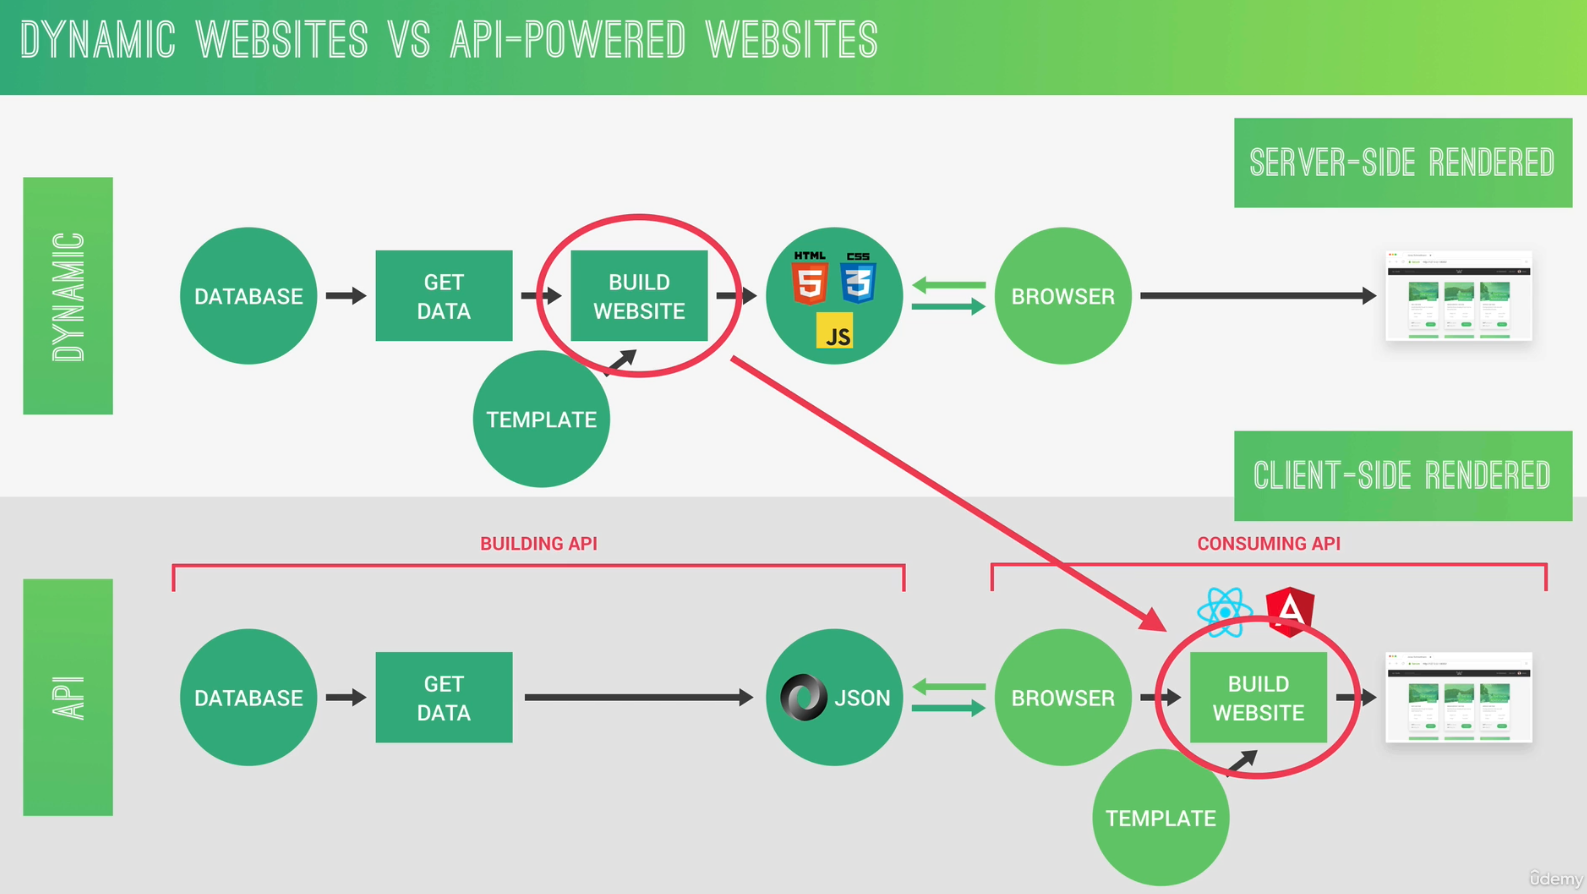 DYNAMIC WEBSITES VS API-POWERED WEBSITES
SERVER-SIDE RENDERED
DYNAMIC
DATABASE
GET
DATA
BUILD
WEBSITE
TEMPLATE
HTML
5
CSS
3
JS
BROWSER
CLIENT-SIDE RENDERED
BUILDING API
CONSUMING API
API
DATABASE
GET
DATA
JSON
BROWSER
A
BUILD
WEBSITE
TEMPLATE
ûdemy